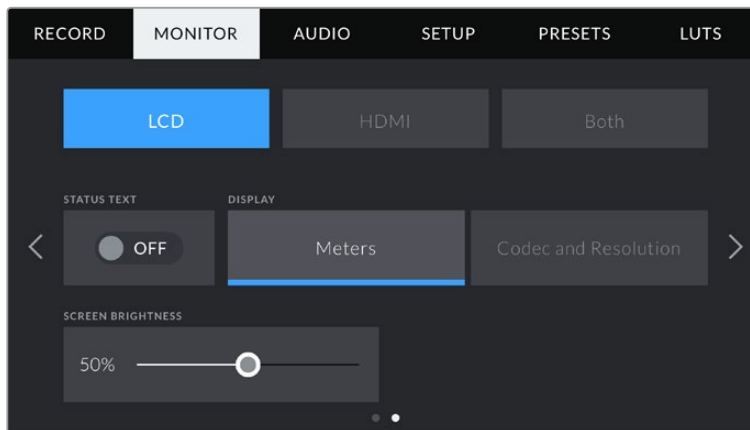 RECORD MONITOR AUDIO SETUP PRESETS LUTS
LCD HDMI Both
STATUS TEXT DISPLAY
OFF Meters Codec and Resolution
SCREEN BRIGHTNESS
50%